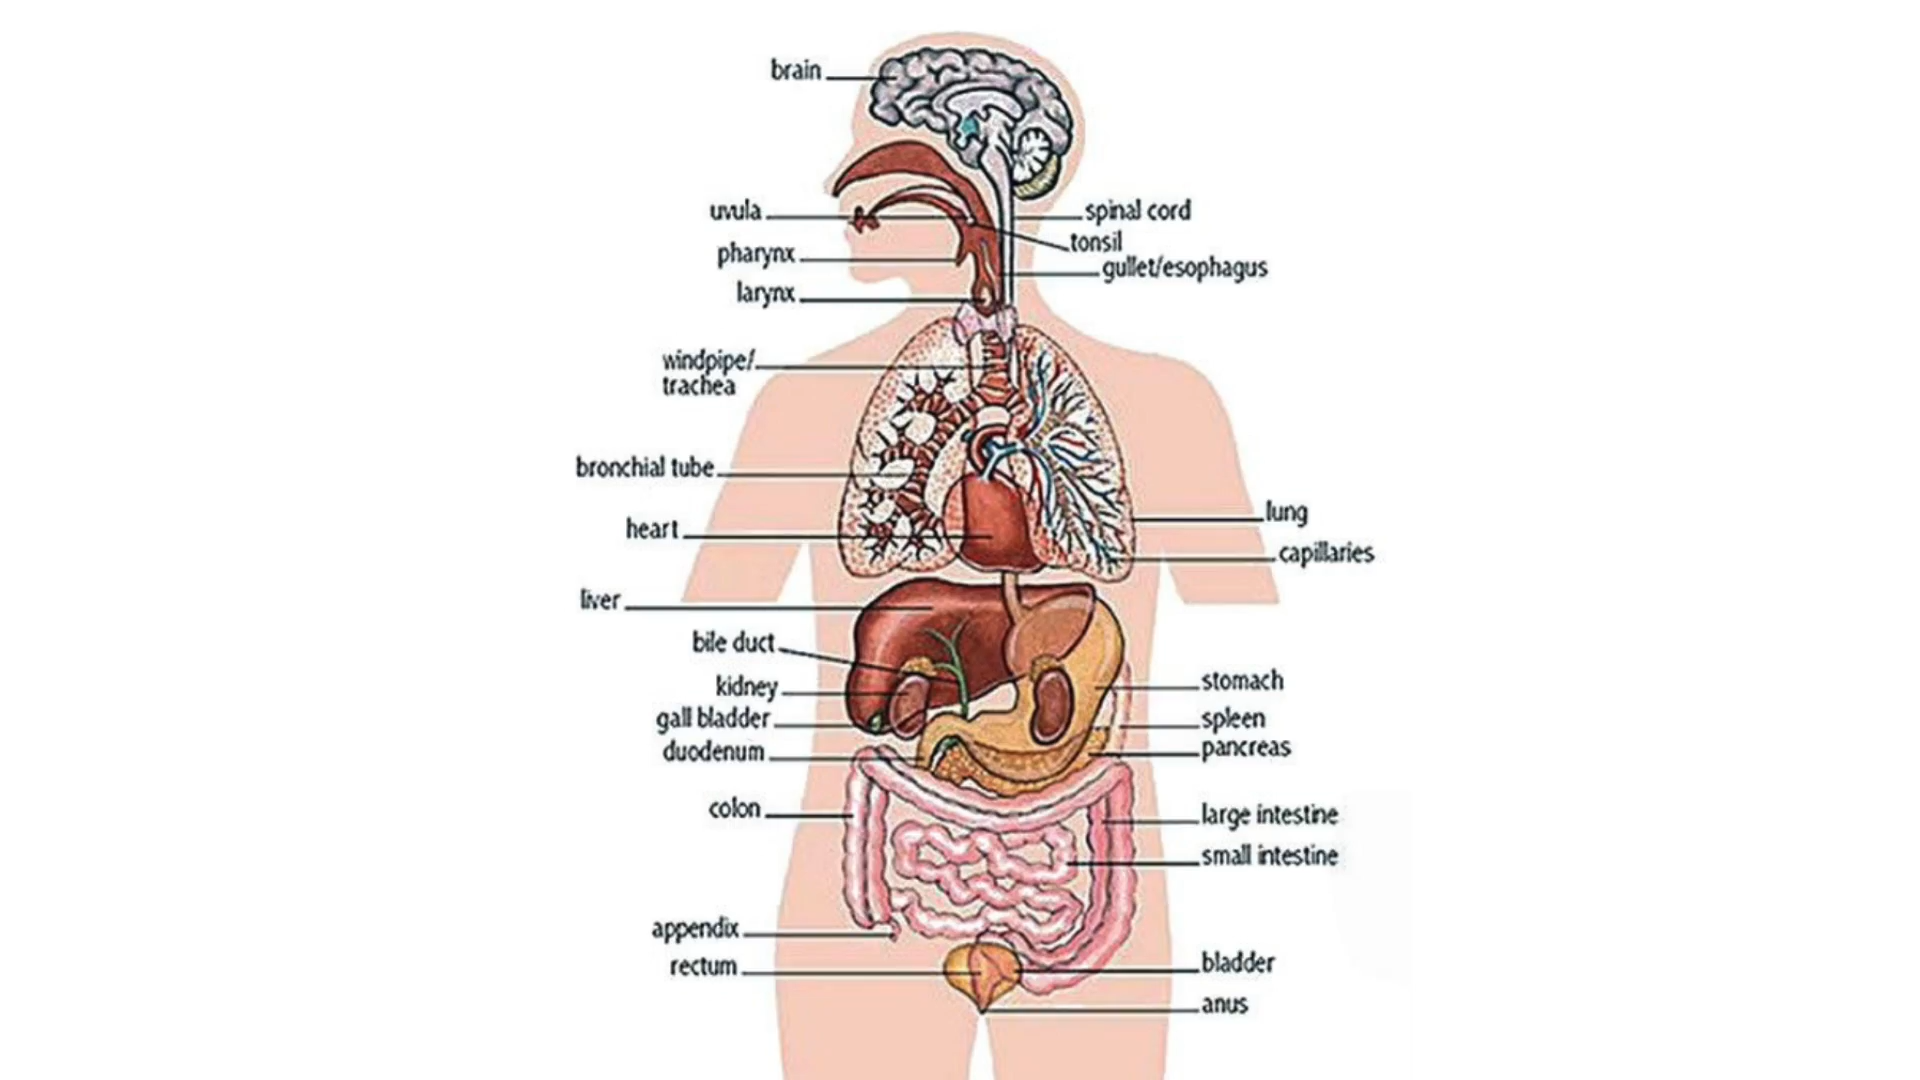 brain
uvula
spinal cord
tonsil
pharynx
gullet/esophagus
larynx
windpipe/
trachea
bronchial tube
lung
heart
capillaries
liver
bile duct
stomach
kidney
gall bladder
spleen
duodenum
pancreas
colon
large intestine
small intestine
appendix
rectum
bladder
anus